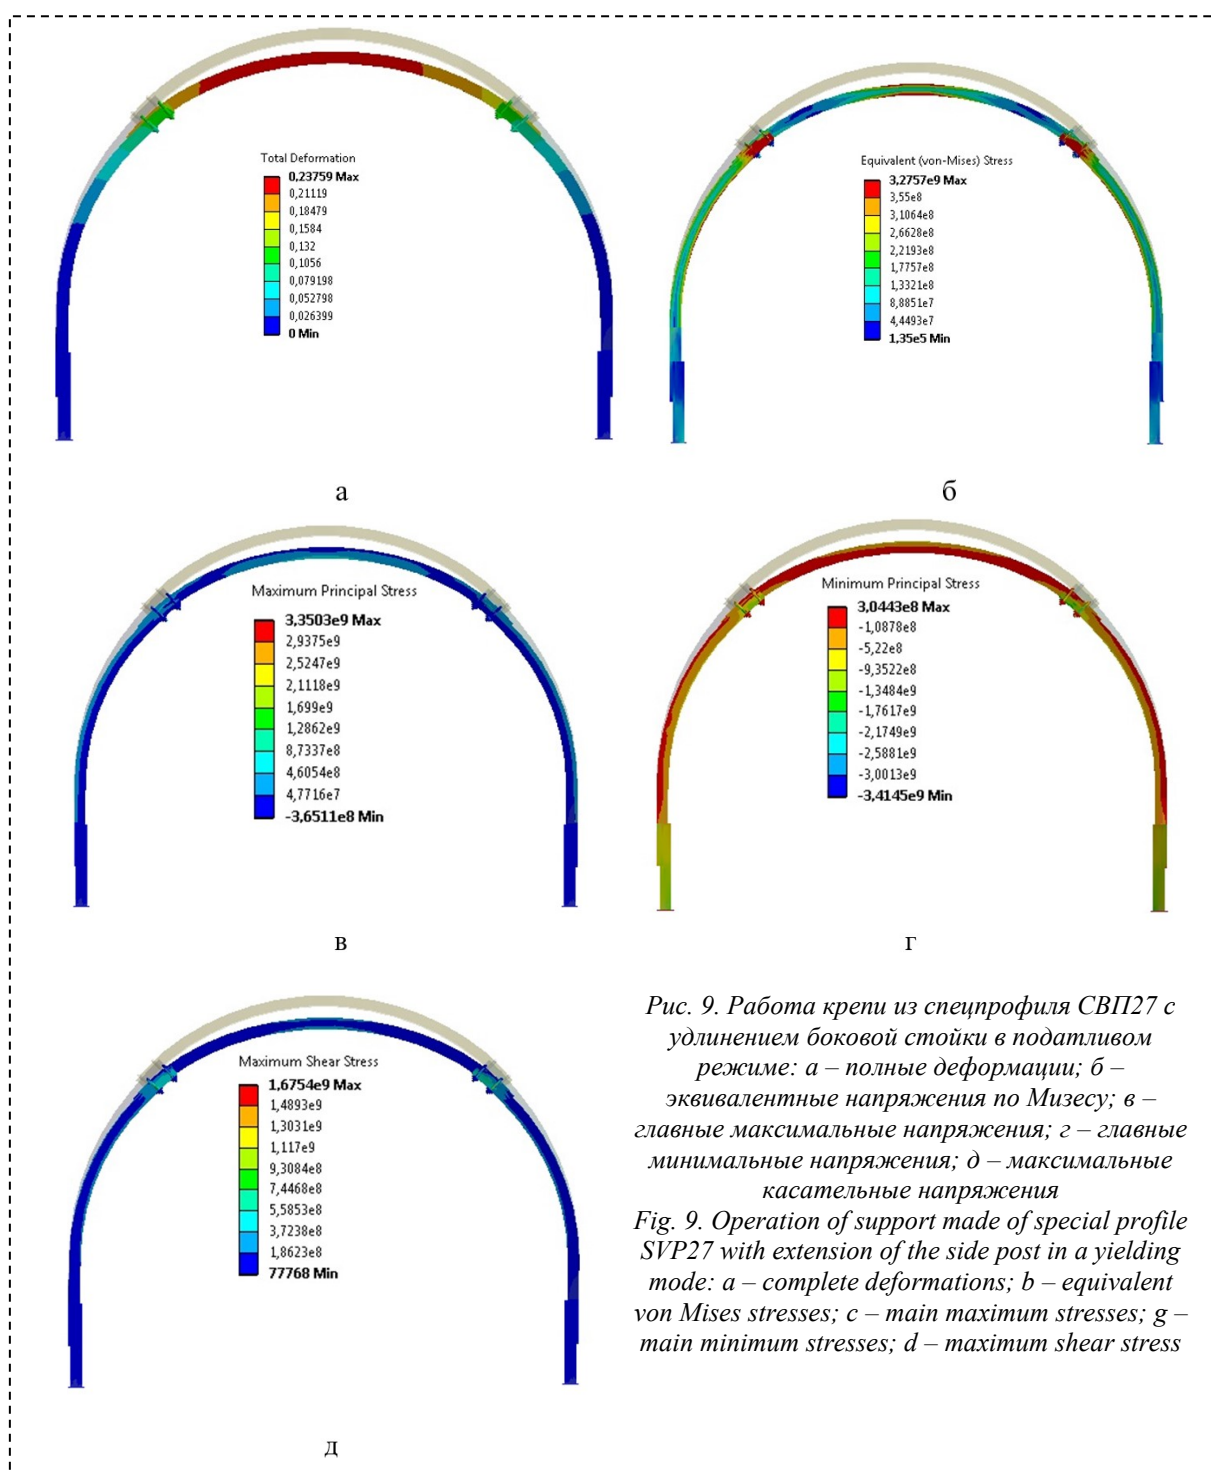 Total Deformation
0,23759 Max
0,21119
0,18479
0,1584
0,132
0,1056
0,079198
0,052798
0,026399
0 Min
а
Equivalent (von-Mises) Stress
3,2757e9 Max
3,55e8
3,1064e8
2,6628e8
2,2193e8
1,7757e8
1,3321e8
8,8851e7
4,4493e7
1,35e5 Min
б
Maximum Principal Stress
3,3503e9 Max
2,9375e9
2,5247e9
2,1118e9
1,699e9
1,2862e9
8,7337e8
4,6054e8
4,7716e7
-3,6511e8 Min
в
Minimum Principal Stress
3,0443e8 Max
-1,0878e8
-5,22e8
-9,3522e8
-1,3484e9
-1,7617e9
-2,1749e9
-2,5881e9
-3,0013e9
-3,4145e9 Min
г
Maximum Shear Stress
1,6754e9 Max
1,4893e9
1,3031e9
1,117e9
9,3084e8
7,4468e8
5,5853e8
3,7238e8
1,8623e8
77768 Min
д
Рис. 9. Работа крепи из спецпрофиля СВП27 с
удлинением боковой стойки в податливом
режиме: а – полные деформации; б –
эквивалентные напряжения по Мизесу; в –
главные максимальные напряжения; г – главные
минимальные напряжения; д – максимальные
касательные напряжения
Fig. 9. Operation of support made of special profile
SVP27 with extension of the side post in a yielding
mode: a – complete deformations; b – equivalent
von Mises stresses; c – main maximum stresses; g –
main minimum stresses; d – maximum shear stress